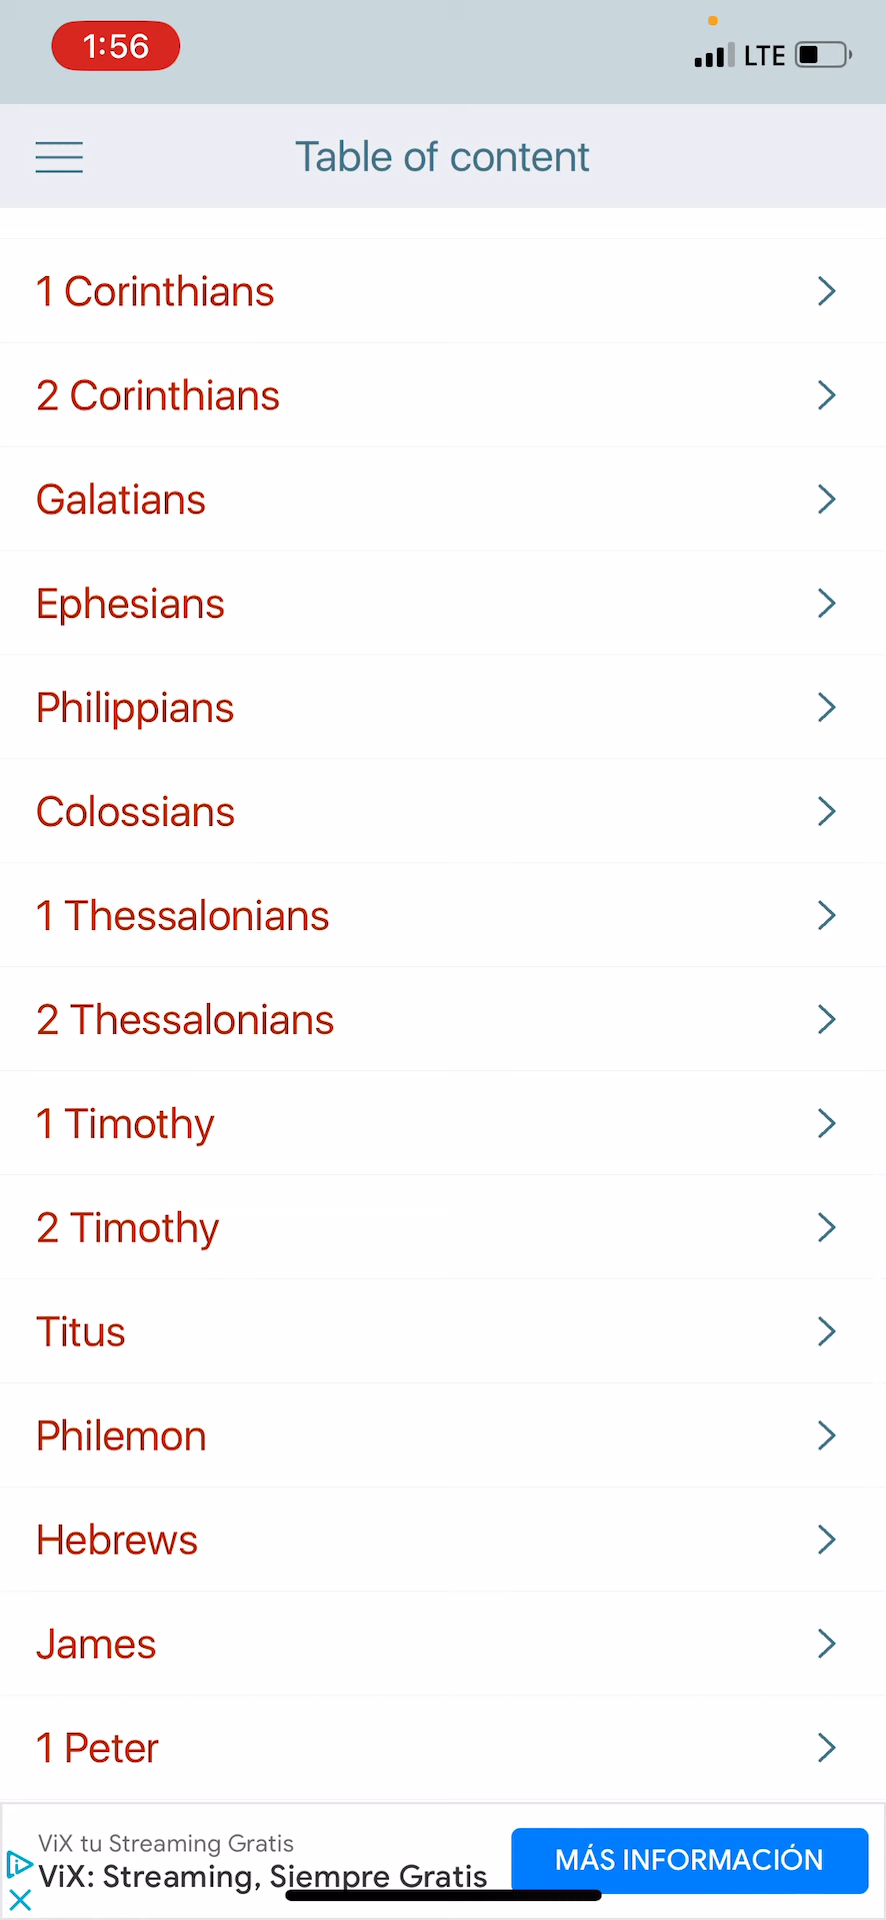 1:56
LTE
Table of content
1 Corinthians
2 Corinthians
Galatians
Ephesians
Philippians
Colossians
1 Thessalonians
2 Thessalonians
1 Timothy
2 Timothy
Titus
Philemon
Hebrews
James
1 Peter
ViX tu Streaming Gratis
ViX: Streaming, Siempre Gratis
MÁS INFORMACIÓN